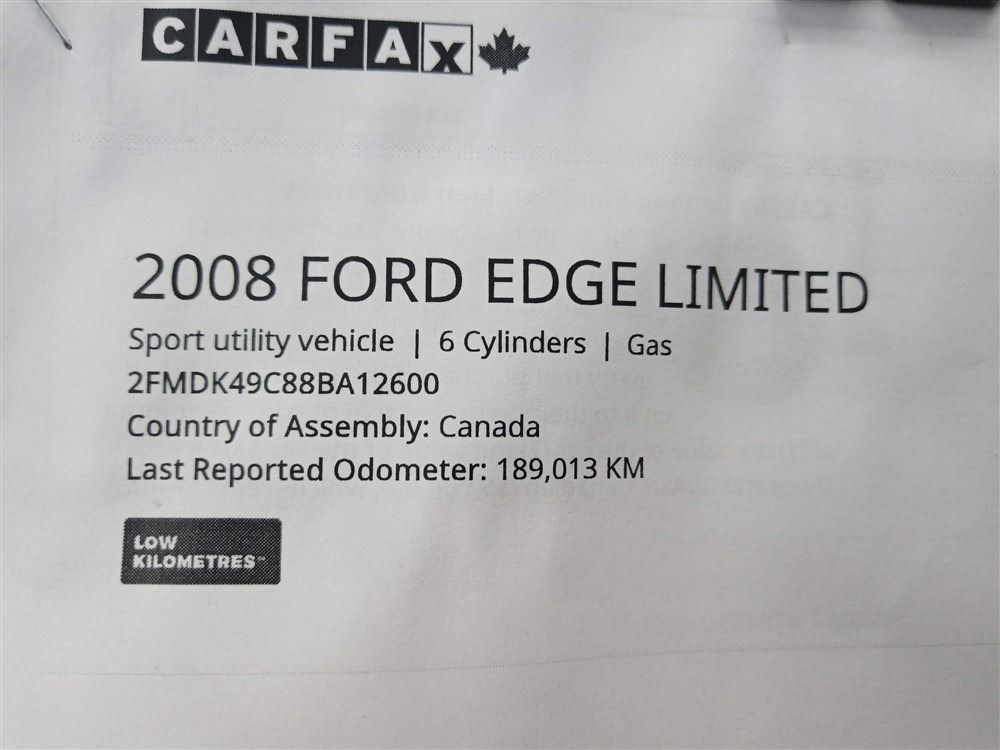 CARFAX
2008 FORD EDGE LIMITED
Sport utility vehicle | 6 Cylinders | Gas
2FMDK49C88BA12600
Country of Assembly: Canada
Last Reported Odometer: 189,013 KM
LOW
KILOMETRES™